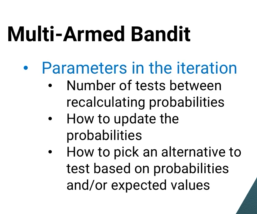 Multi-Armed Bandit
• Parameters in the iteration
• Number of tests between
recalculating probabilities
• How to update the
probabilities
• How to pick an alternative to
test based on probabilities
and/or expected values